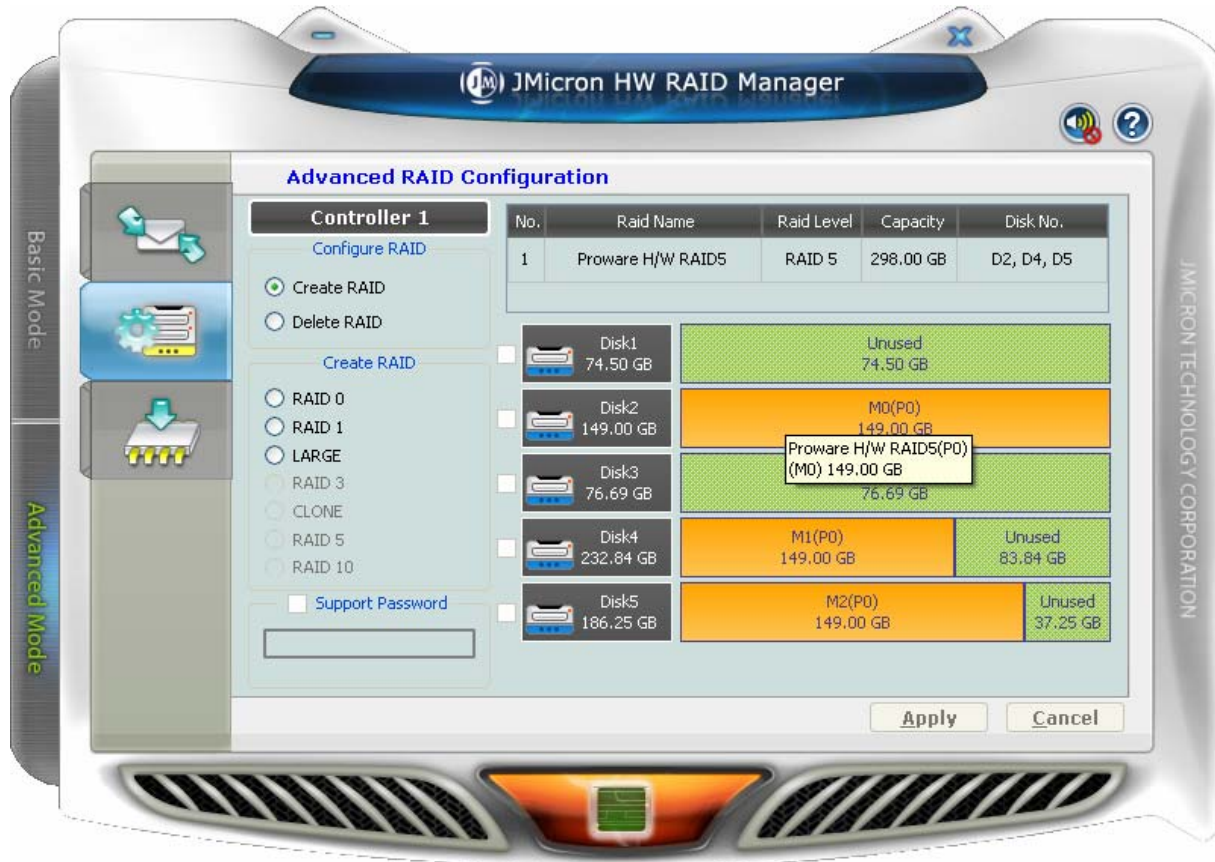 JMicron HW RAID Manager
Advanced RAID Configuration
Basic Mode
Advanced Mode
Controller 1
Configure RAID
Create RAID
Delete RAID
Create RAID
RAID 0
RAID 1
LARGE
RAID 3
CLONE
RAID 5
RAID 10
Support Password
No. Raid Name Raid Level Capacity Disk No.
1 Proware H/W RAID5 RAID 5 298.00 GB D2, D4, D5
Disk1
74.50 GB
Unused
74.50 GB
Disk2
149.00 GB
M0(P0)
149.00 GB
Proware H/W RAID5(P0)
(M0) 149.00 GB
Disk3
76.69 GB
76.69 GB
Disk4
232.84 GB
M1(P0)
149.00 GB
Unused
83.84 GB
Disk5
186.25 GB
M2(P0)
149.00 GB
Unused
37.25 GB
Apply Cancel
JMICRON TECHNOLOGY CORPORATION